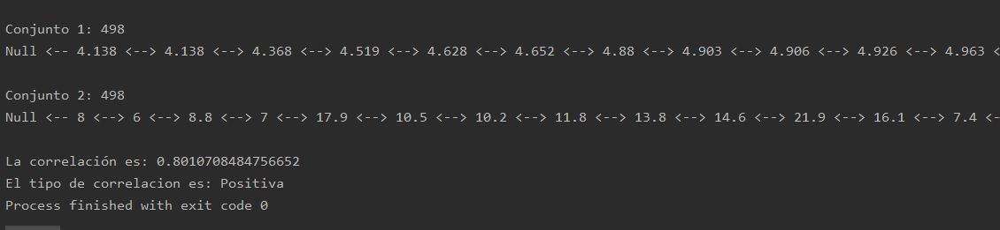 Conjunto 1: 498
Null <-- 4.138 <--> 4.138 <--> 4.368 <--> 4.519 <--> 4.628 <--> 4.652 <--> 4.88 <--> 4.903 <--> 4.906 <--> 4.926 <--> 4.963 <
Conjunto 2: 498
Null <-- 8 <--> 6 <--> 8.8 <--> 7 <--> 17.9 <--> 10.5 <--> 10.2 <--> 11.8 <--> 13.8 <--> 14.6 <--> 21.9 <--> 16.1 <--> 7.4 <-
La correlación es: 0.8010708484756652
El tipo de correlacion es: Positiva
Process finished with exit code 0